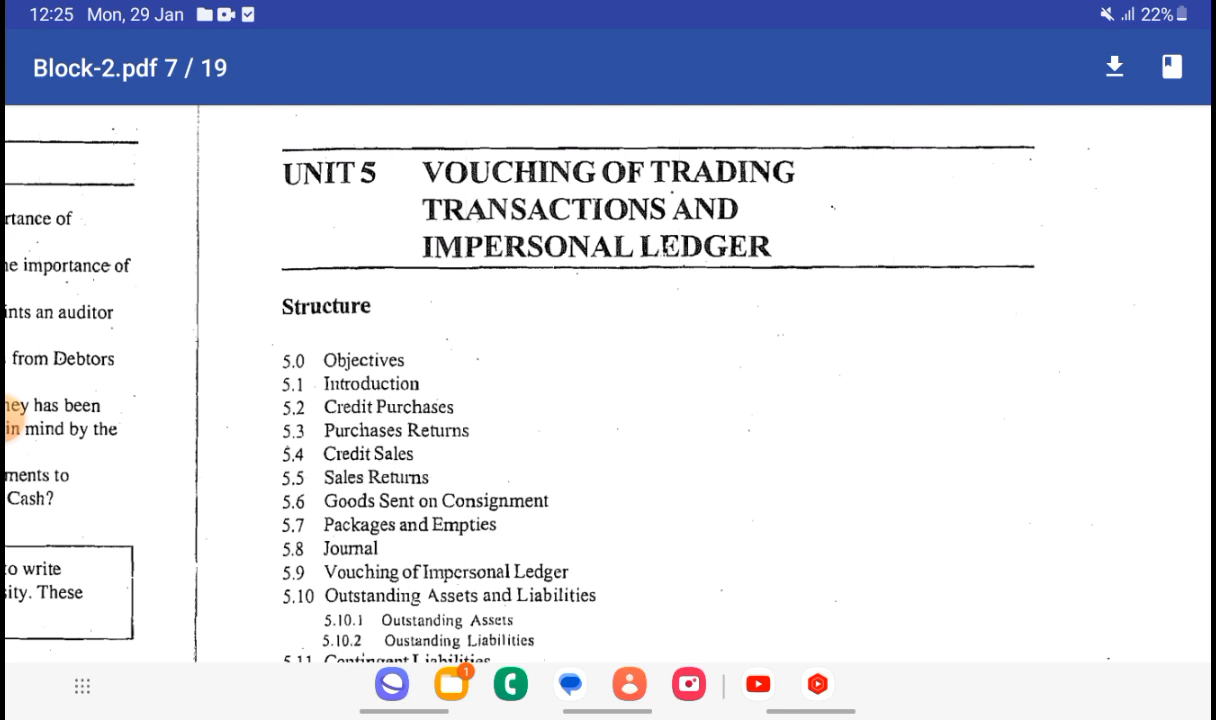 12:25 Mon, 29 Jan
22%
Block-2.pdf 7 / 19
rtance of
importance of
ints an auditor
from Debtors
has been
in mind by the
ments to
Cash?
write
sity. These
UNIT 5 VOUCHING OF TRADING
TRANSACTIONS AND
IMPERSONAL LEDGER
Structure
5.0 Objectives
5.1 Introduction
5.2 Credit Purchases
5.3 Purchases Returns
5.4 Credit Sales
5.5 Sales Returns
5.6 Goods Sent on Consignment
5.7 Packages and Empties
5.8 Journal
5.9 Vouching of Impersonal Ledger
5.10 Outstanding Assets and Liabilities
5.10.1 Outstanding Assets
5.10.2 Oustanding Liabilities
5.11 Contingent Liabilities
1